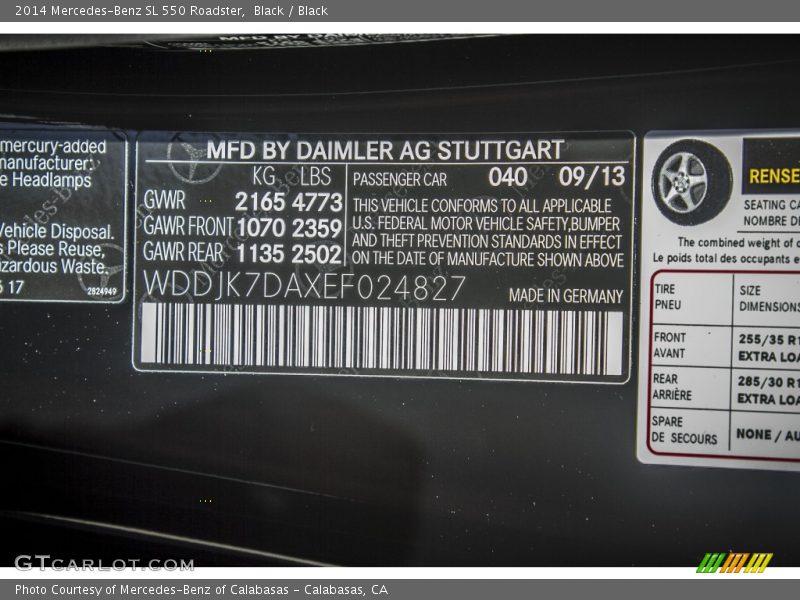 2014 Mercedes-Benz SL 550 Roadster, Black / Black
mercury-added
manufacturer:
Headlamps
Vehicle Disposal.
Please Reuse,
Waste.
17
2824949
MFD BY DAIMLER AG STUTTGART
KG LBS
GVWR 2165 4773
GAWR FRONT 1070 2359
GAWR REAR 1135 2502
PASSENGER CAR 040 09/13
THIS VEHICLE CONFORMS TO ALL APPLICABLE
U.S. FEDERAL MOTOR VEHICLE SAFETY,BUMPER
AND THEFT PREVENTION STANDARDS IN EFFECT
ON THE DATE OF MANUFACTURE SHOWN ABOVE
WDDJK7DAXEF024827
MADE IN GERMANY
RENSE
SEATING CA
NOMBRE DE
The combined weight of
Le poids total des occupants e
TIRE
PNEU
SIZE
DIMENSIONS
FRONT
AVANT
255/35 R1
EXTRA LOA
REAR
ARRIÈRE
285/30 R1
EXTRA LOA
SPARE
DE SECOURS
NONE / AU
GTCARLOT.COM
Photo Courtesy of Mercedes-Benz of Calabasas - Calabasas, CA